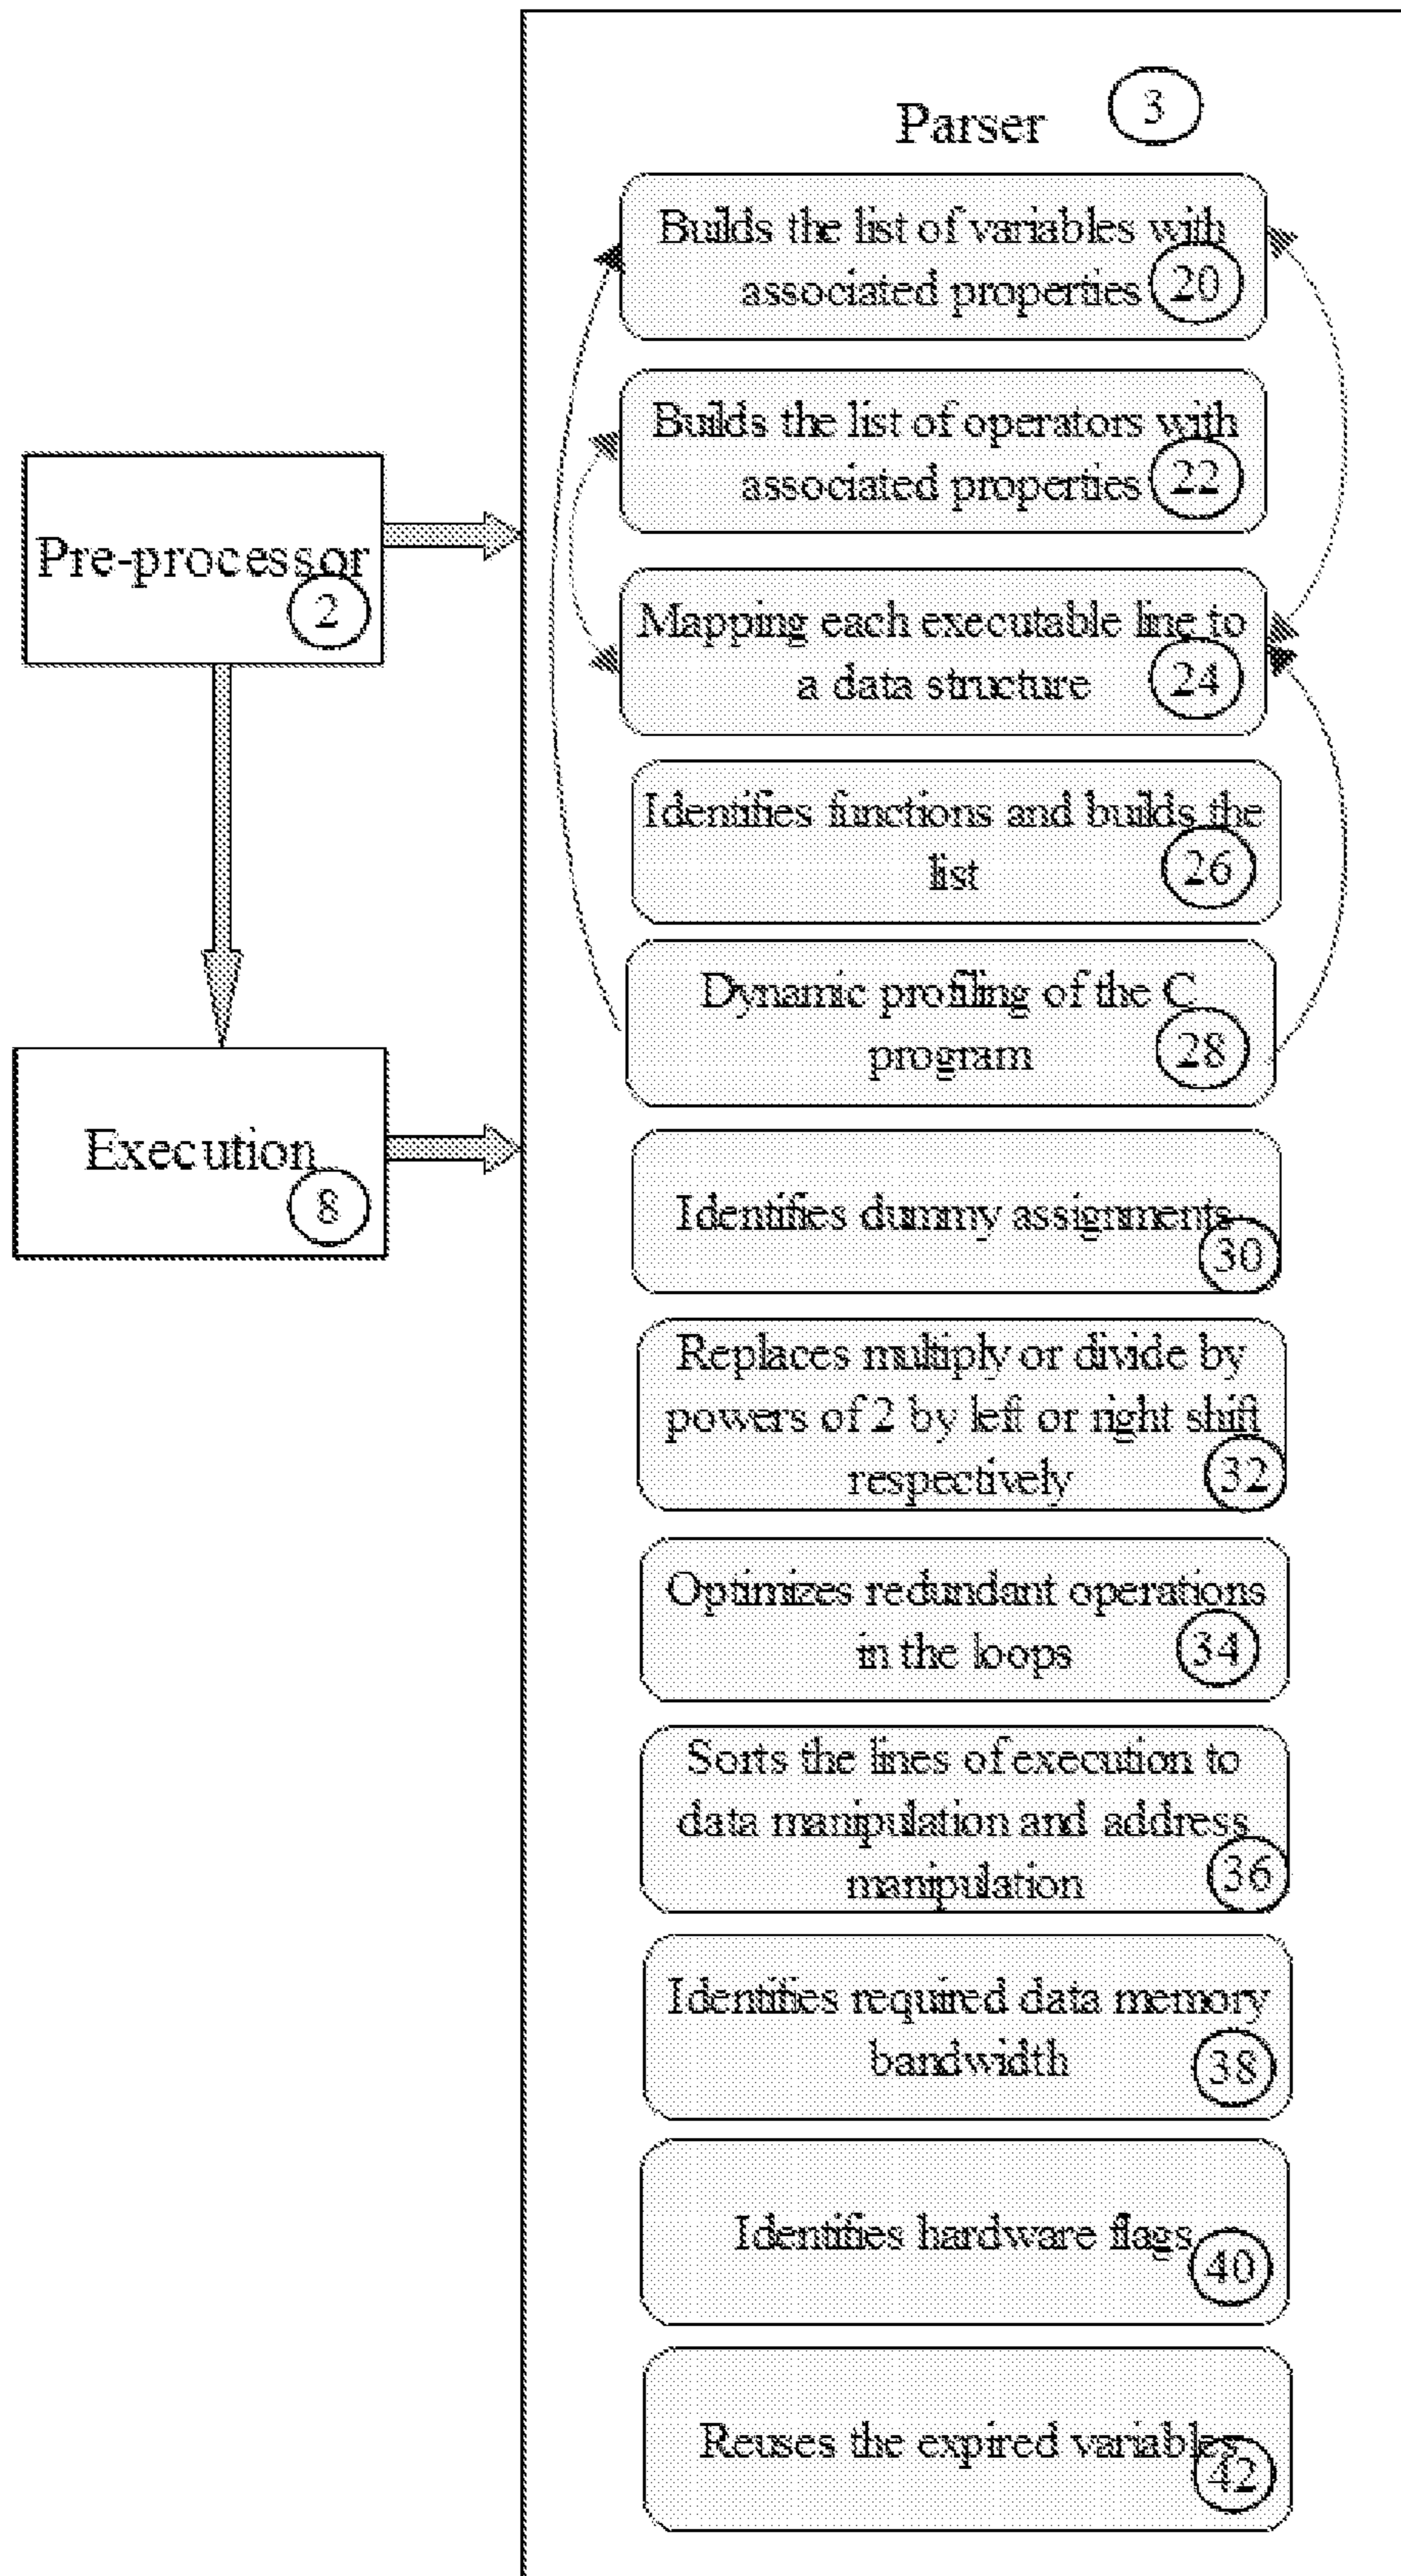 Parser 3
Builds the list of variables with
associated properties 20
Builds the list of operators with
associated properties 22
Pre-processor
2
Mapping each executable line to
a data structure 24
Identifies functions and builds the
list 26
Dynamic profiling of the C
program 28
Execution
8
Identifies dummy assignments
30
Replaces multiply or divide by
powers of 2 by left or right shift
respectively 32
Optimizes redundant operations
in the loops 34
Sorts the lines of execution to
data manipulation and address
manipulation 36
Identifies required data memory
bandwidth 38
Identifies hardware flags
40
Reuses the expired variables
42